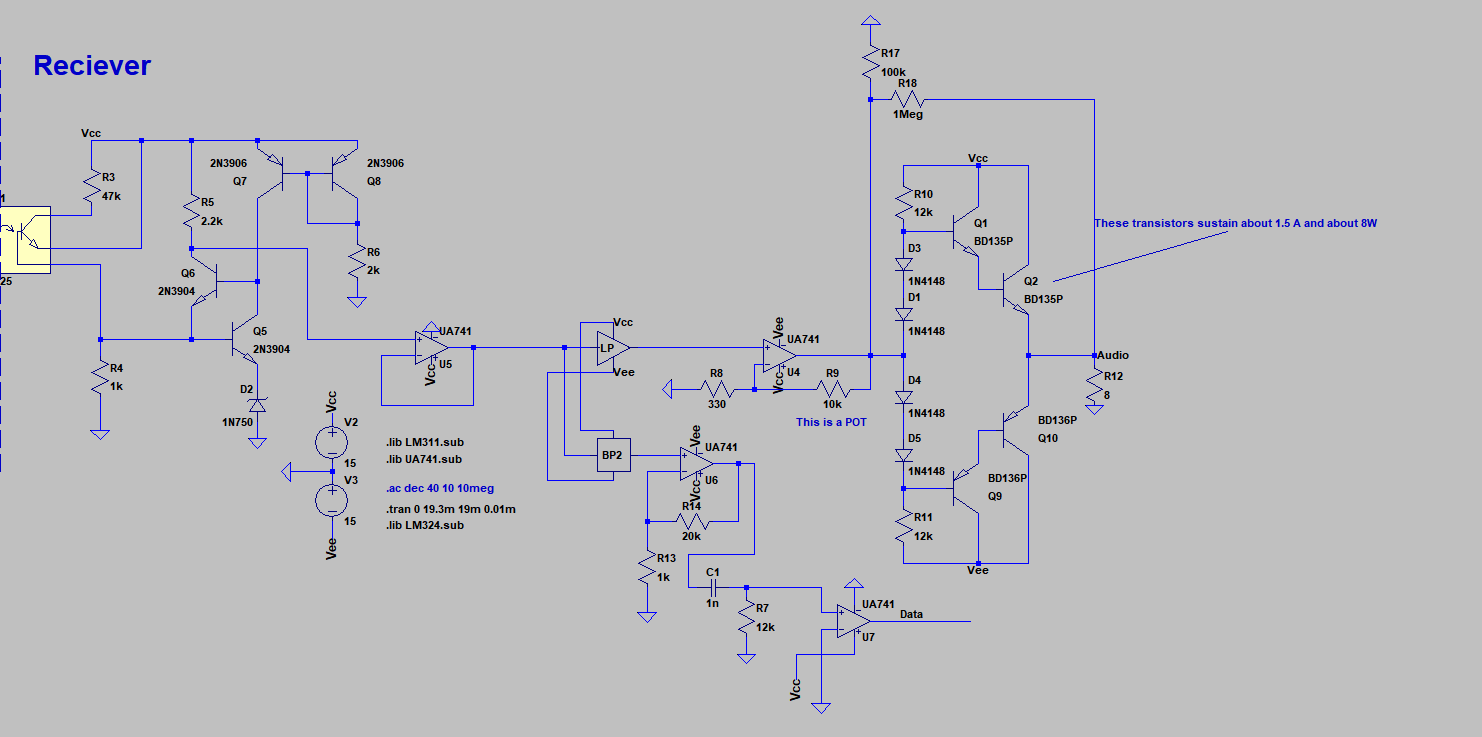 Reciever
Vcc
R3
47k
1
25
R4
1k
R5
2.2k
2N3906
Q7
2N3906
Q8
R6
2k
Q6
2N3904
Q5
2N3904
D2
1N750
Vcc
V2
15
V3
15
Vee
.lib LM311.sub
.lib UA741.sub
.ac dec 40 10 10meg
.tran 0 19.3m 19m 0.01m
.lib LM324.sub
UA741
U5
Vcc
Vcc
LP
Vee
BP2
Vee
UA741
U6
Vcc
R14
20k
R13
1k
C1
1n
R7
12k
UA741
U7
Vcc
Data
Vee
UA741
U4
Vcc
R8
330
R9
10k
This is a POT
R17
100k
R18
1Meg
Vcc
R10
12k
Q1
BD135P
D3
1N4148
D1
1N4148
Q2
BD135P
These transistors sustain about 1.5 A and about 8W
Audio
R12
8
D4
1N4148
D5
1N4148
BD136P
Q10
BD136P
Q9
R11
12k
Vee